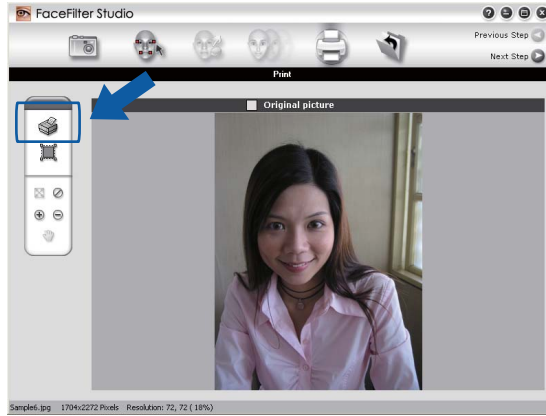 FaceFilter Studio
Previous Step
Next Step
Print
Original picture
Sample6.jpg 1704x2272 Pixels Resolution: 72, 72 ( 18%)